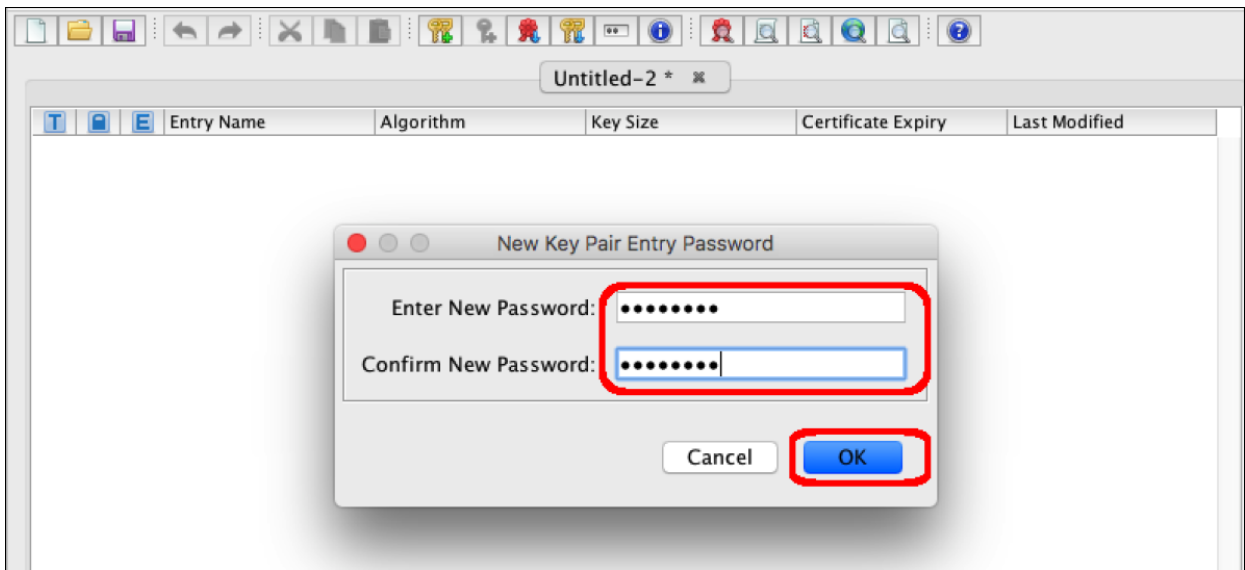 Untitled-2 *
T E Entry Name Algorithm Key Size Certificate Expiry Last Modified
New Key Pair Entry Password
Enter New Password: ••••••••
Confirm New Password: ••••••••
Cancel OK